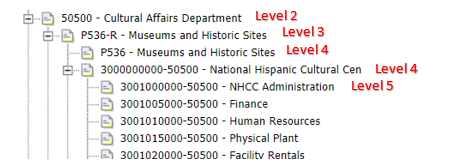 50500 - Cultural Affairs Department Level 2
P536-R - Museums and Historic Sites Level 3
P536 - Museums and Historic Sites Level 4
3000000000-50500 - National Hispanic Cultural Cen Level 4
3001000000-50500 - NHCC Administration Level 5
3001005000-50500 - Finance
3001010000-50500 - Human Resources
3001015000-50500 - Physical Plant
3001020000-50500 - Facility Rentals